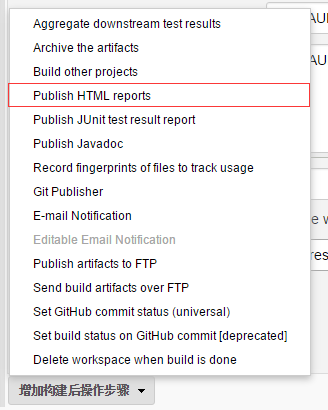 Aggregate downstream test results
Archive the artifacts
Build other projects
Publish HTML reports
Publish JUnit test result report
Publish Javadoc
Record fingerprints of files to track usage
Git Publisher
E-mail Notification
Editable Email Notification
Publish artifacts to FTP
Send build artifacts over FTP
Set GitHub commit status (universal)
Set build status on GitHub commit [deprecated]
Delete workspace when build is done
增加构建后操作步骤